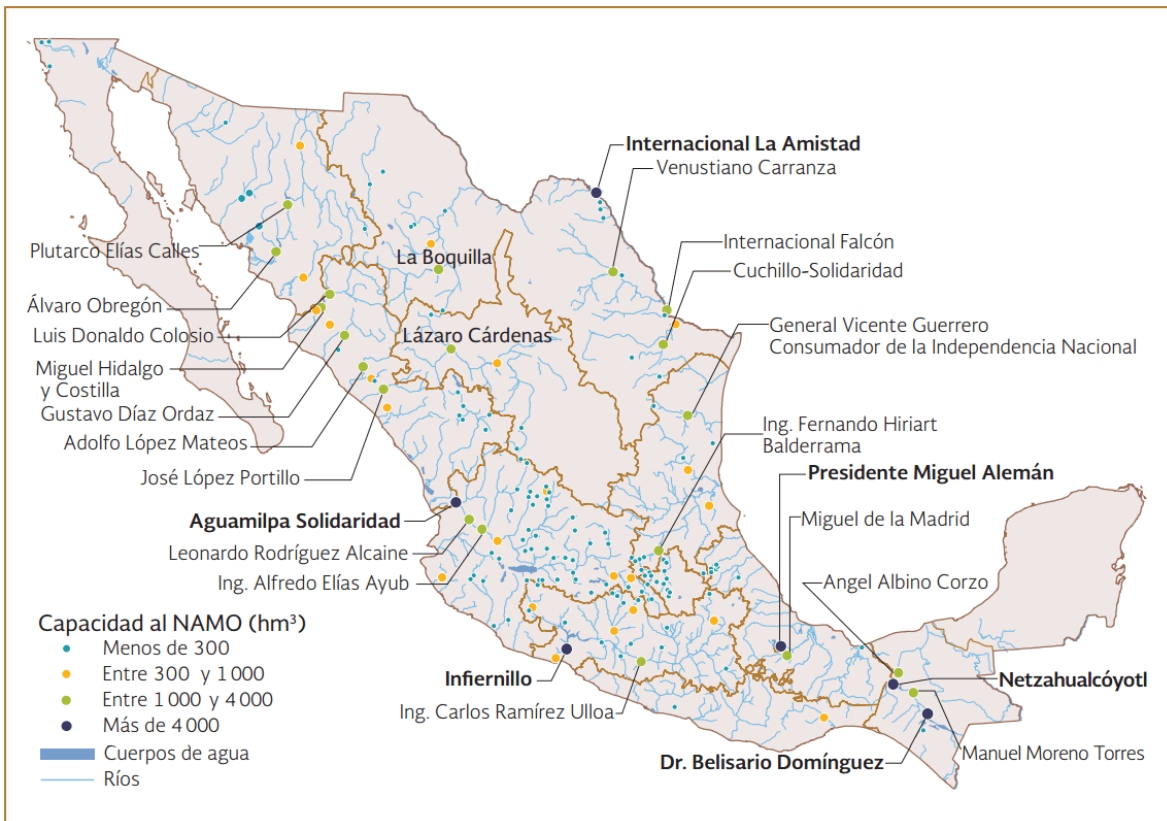 Internacional La Amistad
Venustiano Carranza
Plutarco Elías Calles
La Boquilla
Internacional Falcón
Cuchillo-Solidaridad
Álvaro Obregón
Luis Donaldo Colosio
Lázaro Cárdenas
General Vicente Guerrero
Consumador de la Independencia Nacional
Miguel Hidalgo
y Costilla
Gustavo Díaz Ordaz
Adolfo López Mateos
Ing. Fernando Hiriart
Balderrama
José López Portillo
Presidente Miguel Alemán
Aguamilpa Solidaridad
Miguel de la Madrid
Leonardo Rodríguez Alcaine
Ing. Alfredo Elías Ayub
Angel Albino Corzo
Capacidad al NAMO (hm³)
Menos de 300
Entre 300 y 1 000
Entre 1 000 y 4 000
Más de 4 000
Cuerpos de agua
Ríos
Infiernillo
Netzahualcóyotl
Ing. Carlos Ramírez Ulloa
Manuel Moreno Torres
Dr. Belisario Domínguez